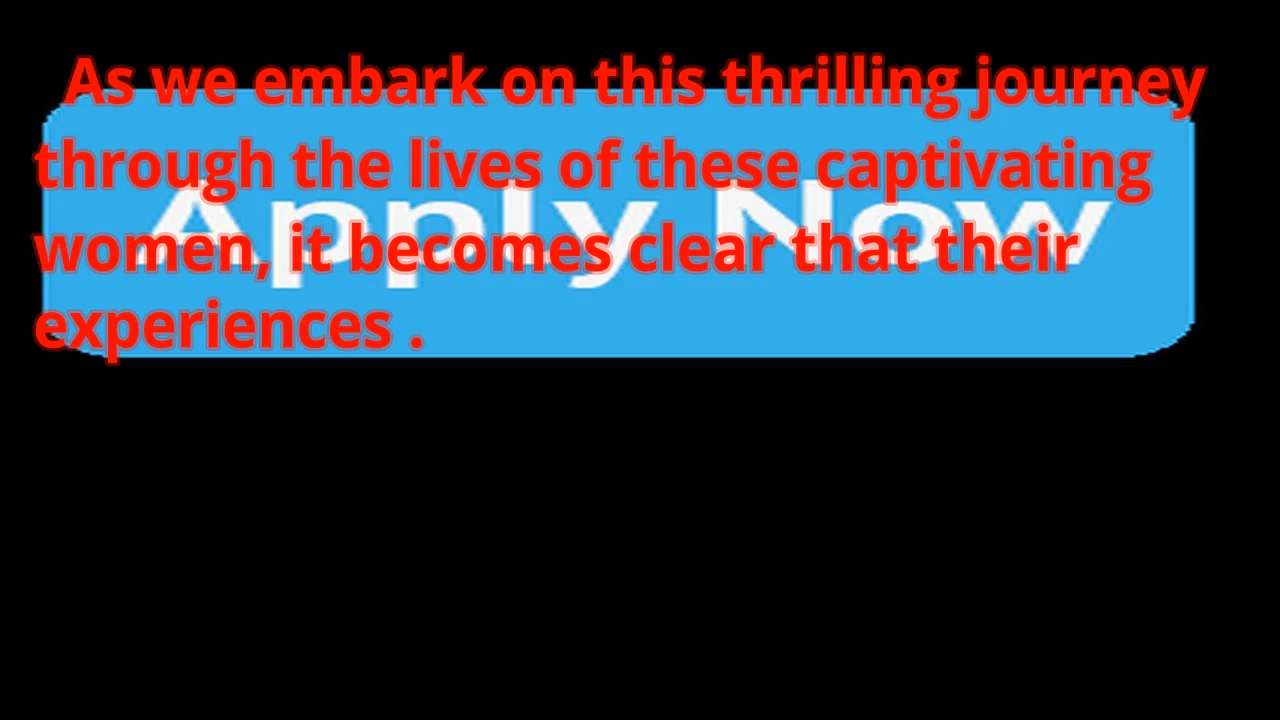 As we embark on this thrilling journey
through the lives of these captivating
women, it becomes clear that their
experiences .
Apply Now